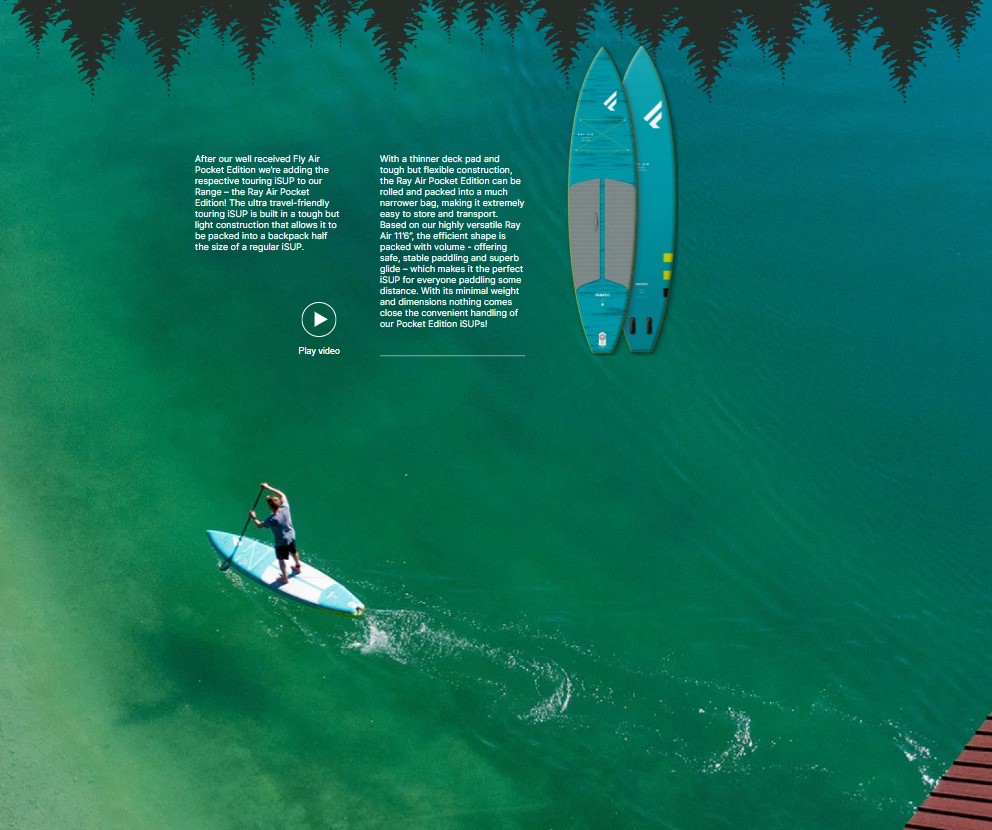 After our well received Fly Air
Pocket Edition we're adding the
respective touring iSUP to our
Range – the Ray Air Pocket
Edition! The ultra travel-friendly
touring iSUP is built in a tough but
light construction that allows it to
be packed into a backpack half
the size of a regular iSUP.
Play video
With a thinner deck pad and
tough but flexible construction,
the Ray Air Pocket Edition can be
rolled and packed into a much
narrower bag, making it extremely
easy to store and transport.
Based on our highly versatile Ray
Air 11'6", the efficient shape is
packed with volume - offering
safe, stable paddling and superb
glide – which makes it the perfect
iSUP for everyone paddling some
distance. With its minimal weight
and dimensions nothing comes
close the convenient handling of
our Pocket Edition iSUPs!